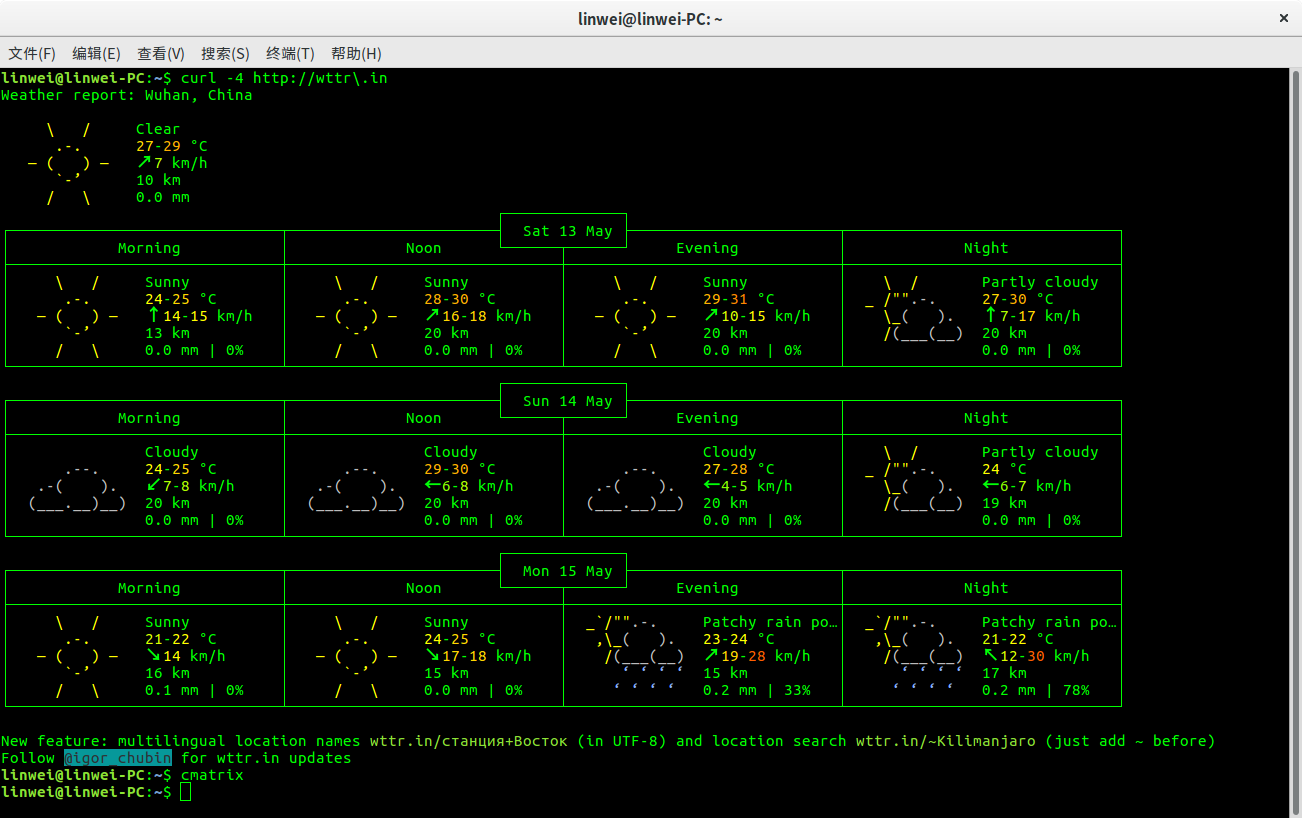 linwei@linwei-PC: ~
文件(F) 编辑(E) 查看(V) 搜索(S) 终端(T) 帮助(H)
linwei@linwei-PC:~$ curl -4 http://wttr\.in
Weather report: Wuhan, China
Clear
27-29 °C
↗7 km/h
10 km
0.0 mm
Sat 13 May
Morning Noon Evening Night
Sunny Sunny Sunny Partly cloudy
24-25 °C 28-30 °C 29-31 °C 27-30 °C
↑14-15 km/h ↗16-18 km/h ↗10-15 km/h ↑7-17 km/h
13 km 20 km 20 km 20 km
0.0 mm | 0% 0.0 mm | 0% 0.0 mm | 0% 0.0 mm | 0%
Sun 14 May
Morning Noon Evening Night
Cloudy Cloudy Cloudy Partly cloudy
24-25 °C 29-30 °C 27-28 °C 24 °C
↙7-8 km/h ←6-8 km/h ←4-5 km/h ←6-7 km/h
20 km 20 km 20 km 19 km
0.0 mm | 0% 0.0 mm | 0% 0.0 mm | 0% 0.0 mm | 0%
Mon 15 May
Morning Noon Evening Night
Sunny Sunny Patchy rain po… Patchy rain po…
21-22 °C 24-25 °C 23-24 °C 21-22 °C
↘14 km/h ↘17-18 km/h ↗19-28 km/h ↖12-30 km/h
16 km 15 km 15 km 17 km
0.1 mm | 0% 0.0 mm | 0% 0.2 mm | 33% 0.2 mm | 78%
New feature: multilingual location names wttr.in/станция+Восток (in UTF-8) and location search wttr.in/~Kilimanjaro (just add ~ before)
Follow @igor_chubin for wttr.in updates
linwei@linwei-PC:~$ cmatrix
linwei@linwei-PC:~$